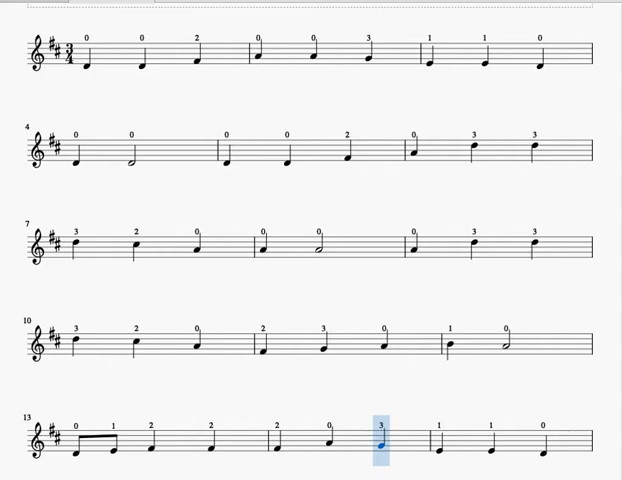 0 0 2 0 0 3 1 1 0
3
4
4
0 0 0 0 2 0 3 3
7
3 2 0 0 0 0 3 3
10
3 2 0 2 3 0 1 0
13
0 1 2 2 2 0 3 1 1 0